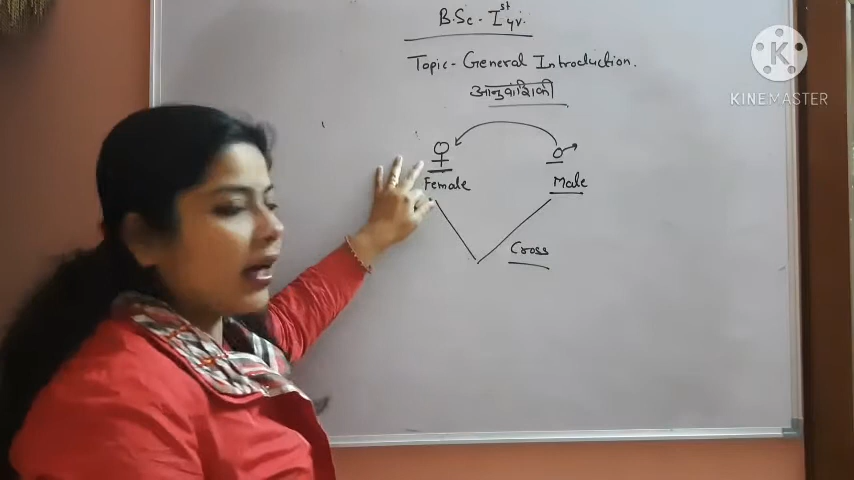 B.Sc - Ist yr.
Topic - General Introduction.
आनुवांशिकी
♀ ♂
Female Male
Cross
KINEMASTER